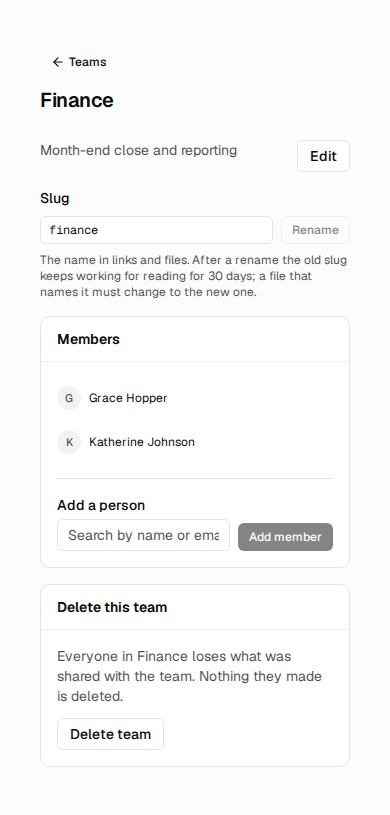 Teams
Finance
Month-end close and reporting
Edit
Slug
finance
Rename
The name in links and files. After a rename the old slug
keeps working for reading for 30 days; a file that
names it must change to the new one.
Members
G
Grace Hopper
K
Katherine Johnson
Add a person
Search by name or ema
Add member
Delete this team
Everyone in Finance loses what was
shared with the team. Nothing they made
is deleted.
Delete team